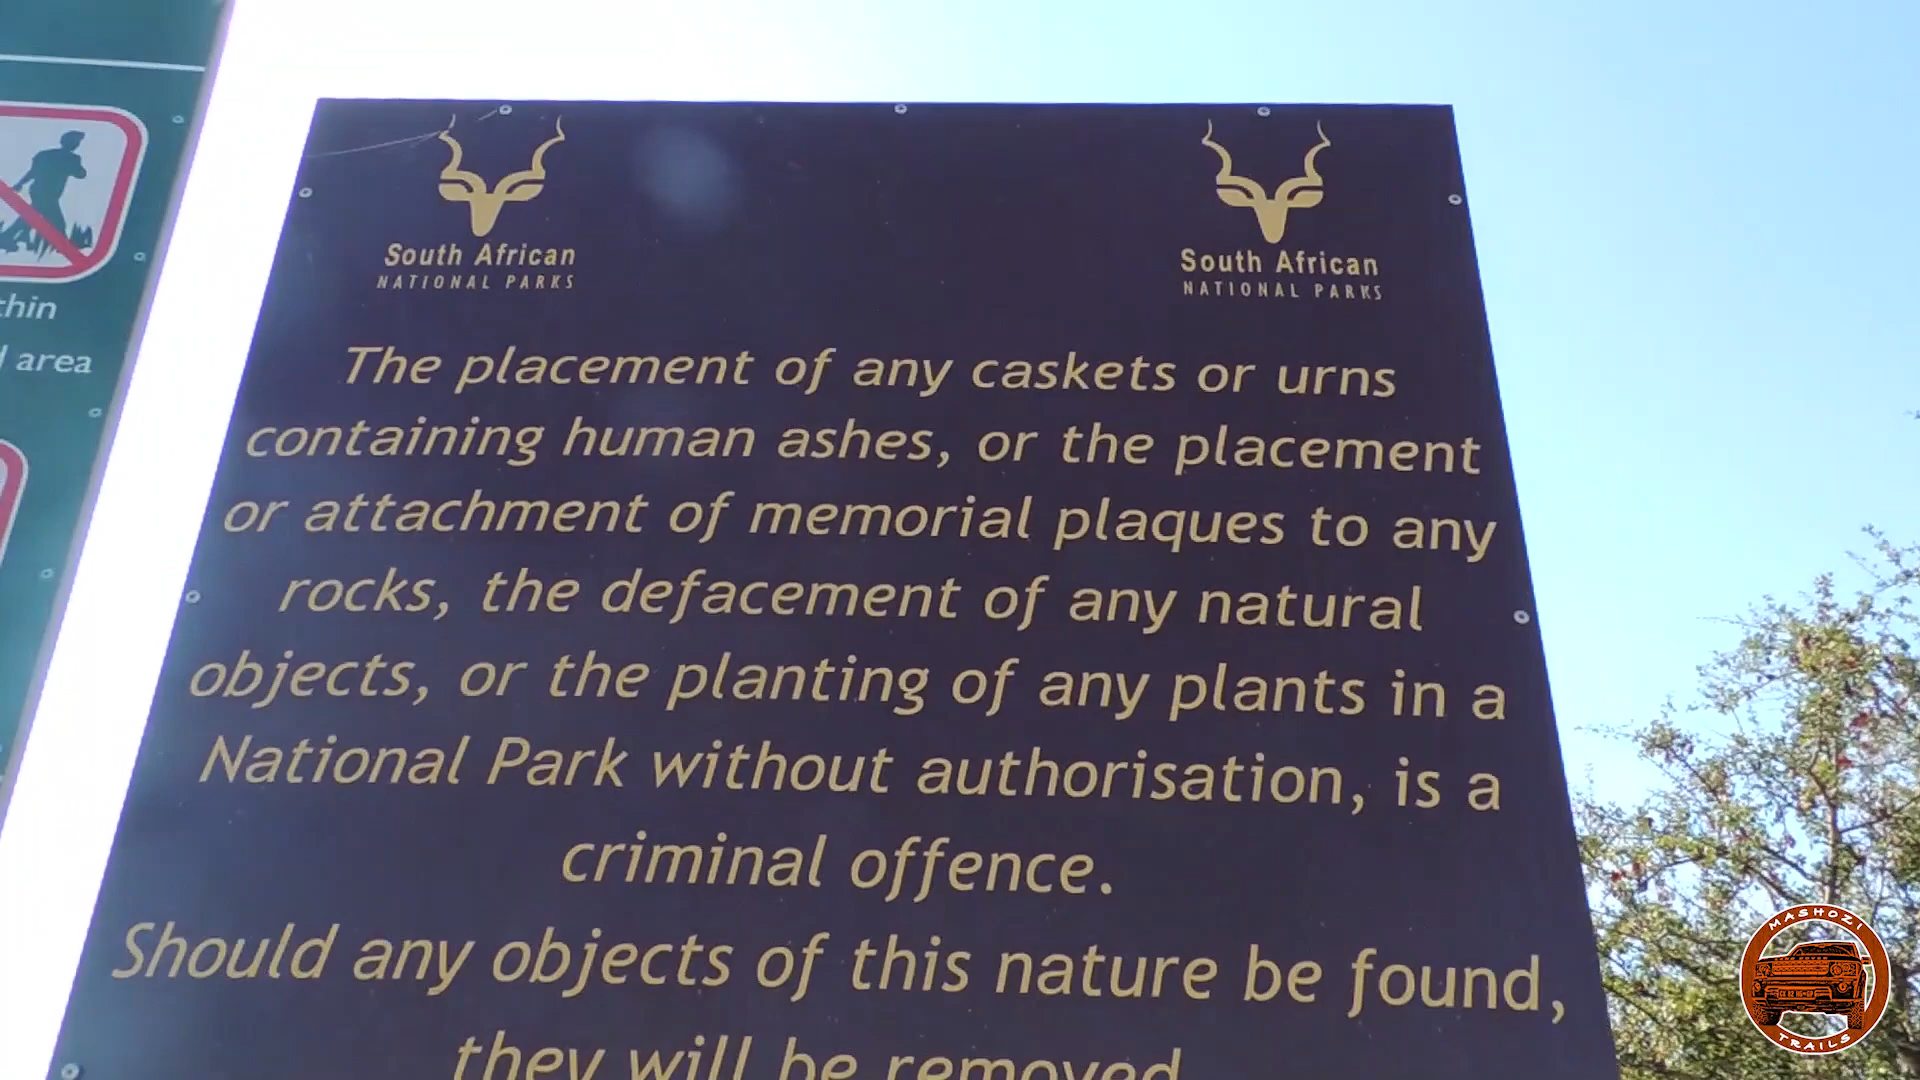 thin
area
South African
NATIONAL PARKS
South African
NATIONAL PARKS
The placement of any caskets or urns
containing human ashes, or the placement
or attachment of memorial plaques to any
rocks, the defacement of any natural
objects, or the planting of any plants in a
National Park without authorisation, is a
criminal offence.
Should any objects of this nature be found,
they will be removed
MASHOZI
TRAILS